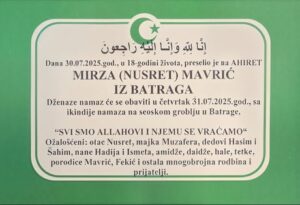 إِنَّا لِلَّهِ وَإِنَّا إِلَيْهِ رَاجِعُونَ
Dana 30.07.2025.god., u 18-godini života, preselio je na AHIRET
MIRZA (NUSRET) MAVRIĆ
IZ BATRAGA
Dženaze namaz će se obaviti u četvrtak 31.07.2025.god., sa
ikindije namaza na seoskom groblju u Batrage.
“SVI SMO ALLAHOVI I NJEMU SE VRAĆAMO“
Ožalošćeni: otac Nusret, majka Muzafera, dedovi Hasim i
Šahim, nane Hadija i Ismeta, amidže, daidže, hale, tetke,
porodice Mavrić, Fekić i ostala mnogobrojna rodbina i
prijatelji.